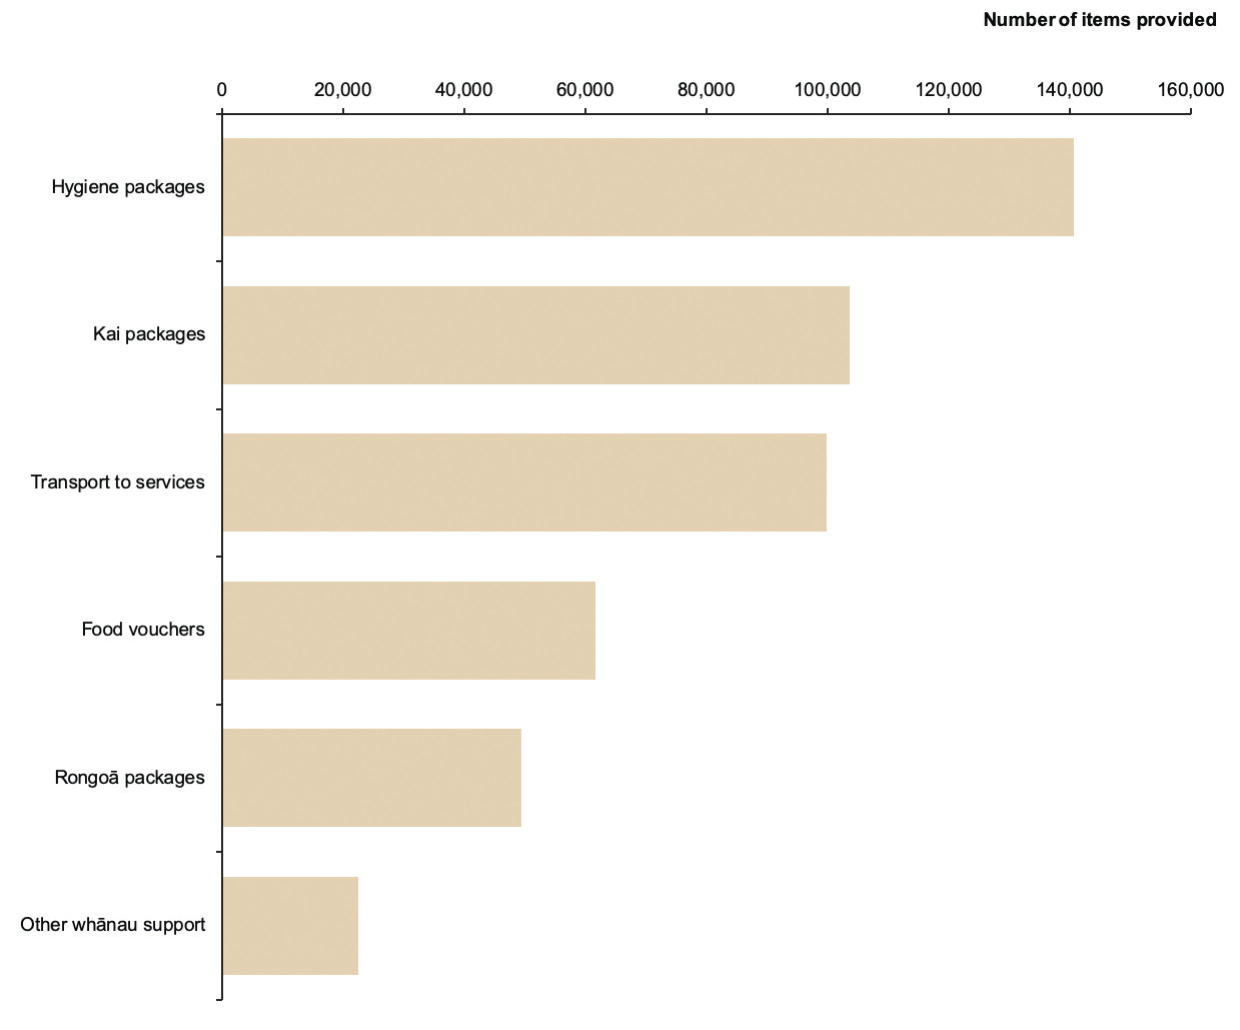 Number of items provided
0 20,000 40,000 60,000 80,000 100,000 120,000 140,000 160,000
Hygiene packages
Kai packages
Transport to services
Food vouchers
Rongoā packages
Other whānau support